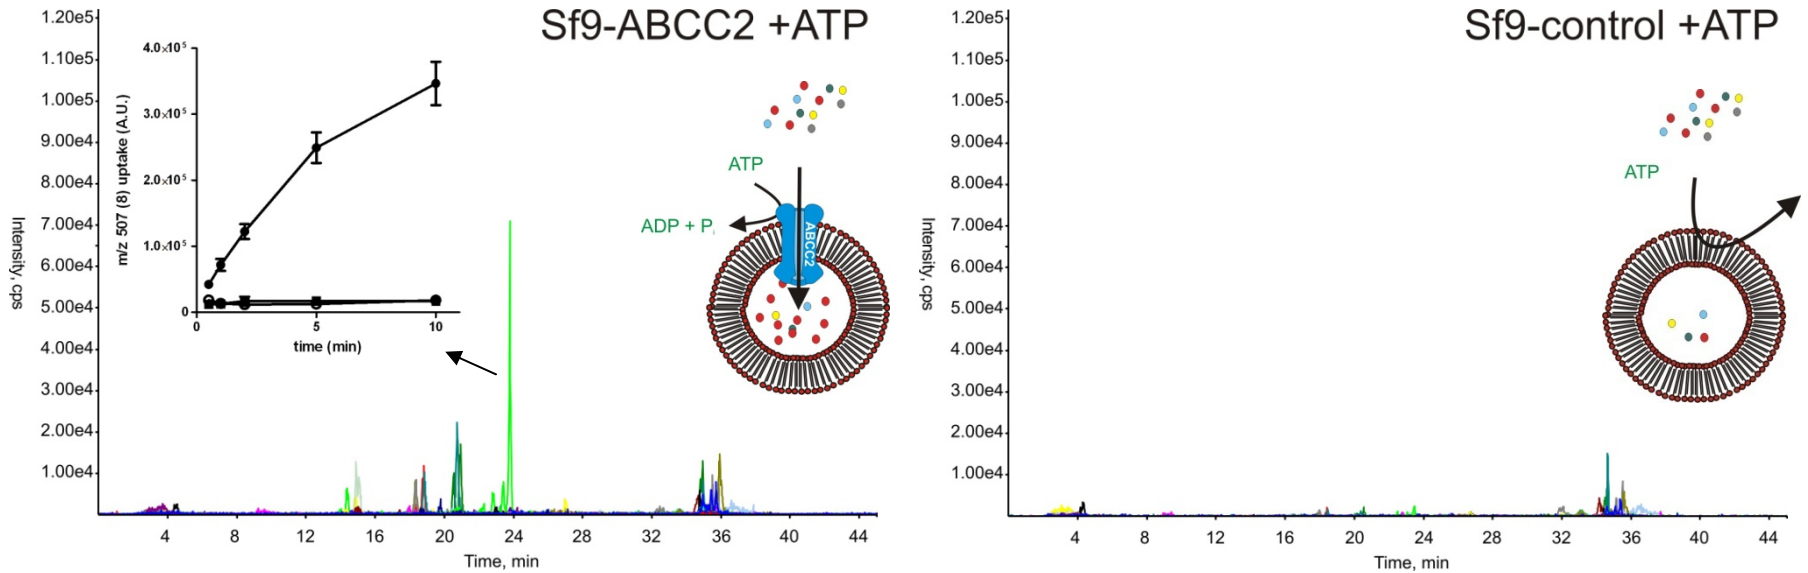 Sf9-ABCC2 +ATP
1.20e5
1.10e5
1.00e5
9.00e4
8.00e4
7.00e4
6.00e4
5.00e4
4.00e4
3.00e4
2.00e4
1.00e4
Intensity, cps
4 8 12 16 20 24 28 32 36 40 44
Time, min
m/z 507 (8) uptake (A.U.)
4.0×10⁵
3.0×10⁵
2.0×10⁵
1.0×10⁵
0
0 5 10
time (min)
ATP
ADP + Pi
ABCC2
Sf9-control +ATP
1.20e5
1.10e5
1.00e5
9.00e4
8.00e4
7.00e4
6.00e4
5.00e4
4.00e4
3.00e4
2.00e4
1.00e4
Intensity, cps
4 8 12 16 20 24 28 32 36 40 44
Time, min
ATP